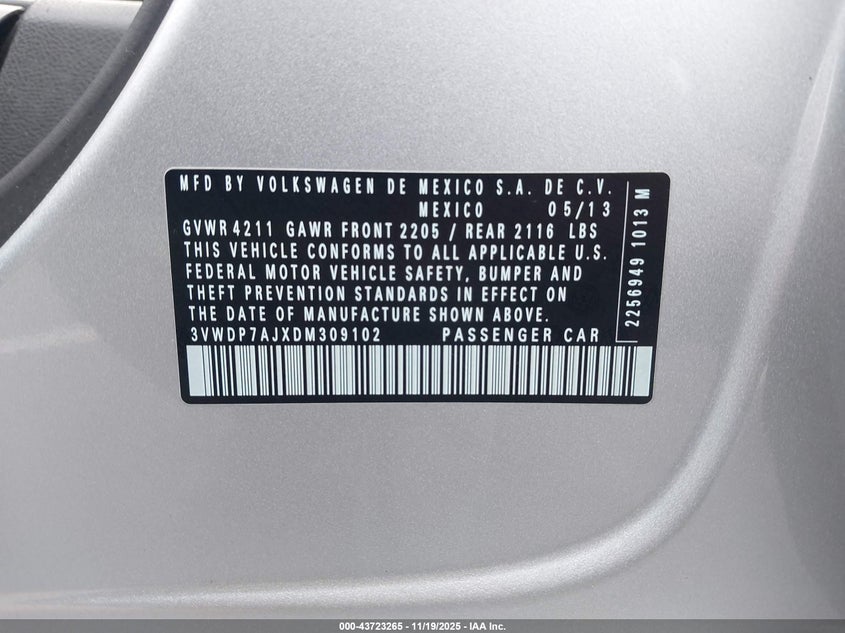 MFD BY VOLKSWAGEN DE MEXICO S.A. DE C.V.
MEXICO 05/13
GVWR 4211 GAWR FRONT 2205 / REAR 2116 LBS
THIS VEHICLE CONFORMS TO ALL APPLICABLE U.S.
FEDERAL MOTOR VEHICLE SAFETY, BUMPER AND
THEFT PREVENTION STANDARDS IN EFFECT ON
THE DATE OF MANUFACTURE SHOWN ABOVE.
3VWDP7AJXDM309102 PASSENGER CAR
2256949 1013 M
000-43723265 - 11/19/2025 - IAA Inc.